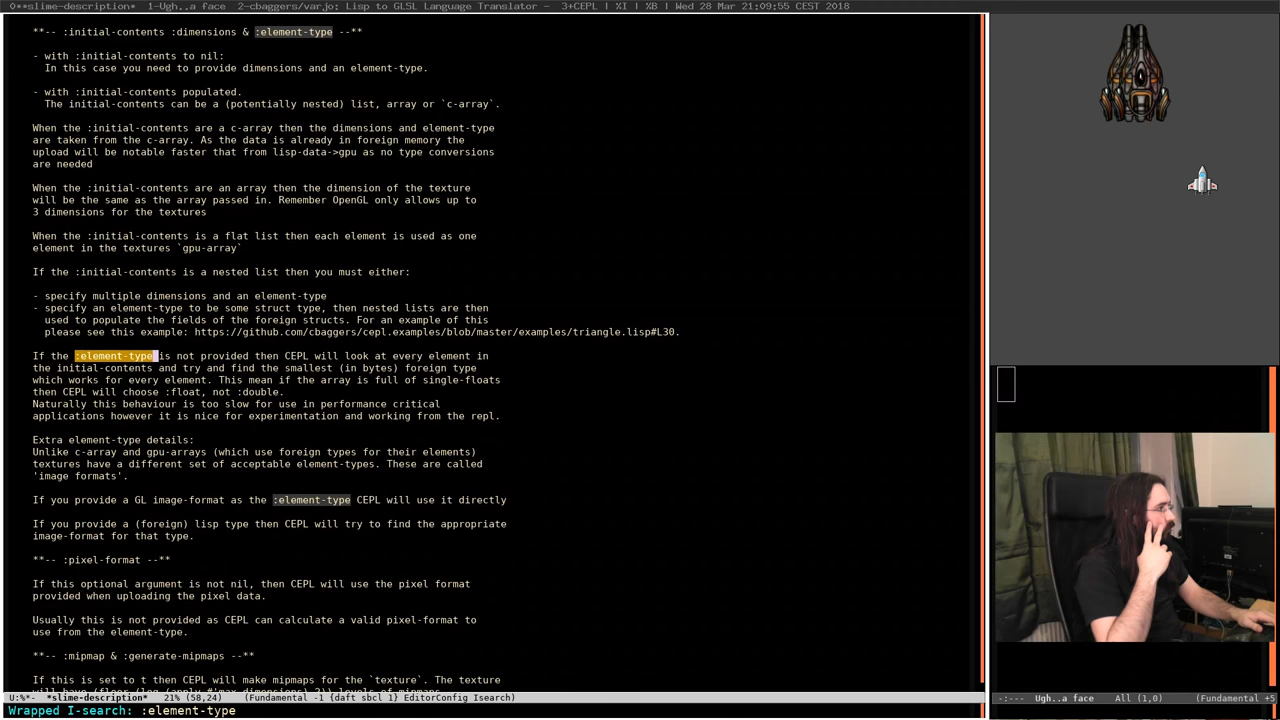 0**slime-description*  1-Ugh..a face  2-cbaggers/varjo: Lisp to GLSL Language Translator -  3+CEPL | %I | %B | Wed 28 Mar 21:09:55 CEST 2018
**-- :initial-contents :dimensions & :element-type --**
- with :initial-contents to nil:
In this case you need to provide dimensions and an element-type.
- with :initial-contents populated.
The initial-contents can be a (potentially nested) list, array or `c-array`.
When the :initial-contents are a c-array then the dimensions and element-type
are taken from the c-array. As the data is already in foreign memory the
upload will be notable faster that from lisp-data->gpu as no type conversions
are needed
When the :initial-contents are an array then the dimension of the texture
will be the same as the array passed in. Remember OpenGL only allows up to
3 dimensions for the textures
When the :initial-contents is a flat list then each element is used as one
element in the textures `gpu-array`
If the :initial-contents is a nested list then you must either:
- specify multiple dimensions and an element-type
- specify an element-type to be some struct type, then nested lists are then
used to populate the fields of the foreign structs. For an example of this
please see this example: https://github.com/cbaggers/cepl.examples/blob/master/examples/triangle.lisp#L30.
If the :element-type is not provided then CEPL will look at every element in
the initial-contents and try and find the smallest (in bytes) foreign type
which works for every element. This mean if the array is full of single-floats
then CEPL will choose :float, not :double.
Naturally this behaviour is too slow for use in performance critical
applications however it is nice for experimentation and working from the repl.
Extra element-type details:
Unlike c-array and gpu-arrays (which use foreign types for their elements)
textures have a different set of acceptable element-types. These are called
'image formats'.
If you provide a GL image-format as the :element-type CEPL will use it directly
If you provide a (foreign) lisp type then CEPL will try to find the appropriate
image-format for that type.
**-- :pixel-format --**
If this optional argument is not nil, then CEPL will use the pixel format
provided when uploading the pixel data.
Usually this is not provided as CEPL can calculate a valid pixel-format to
use from the element-type.
**-- :mipmap & :generate-mipmaps --**
If this is set to t then CEPL will make mipmaps for the `texture`. The texture
will have (floor (log (apply #'max dimensions) 2)) levels of mipmaps
U:%*-  *slime-description*   21% (58,24)    (Fundamental -1 {daft sbcl 1} EditorConfig Isearch)
-:---  Ugh..a face   All (1,0)   (Fundamental +5
Wrapped I-search: :element-type